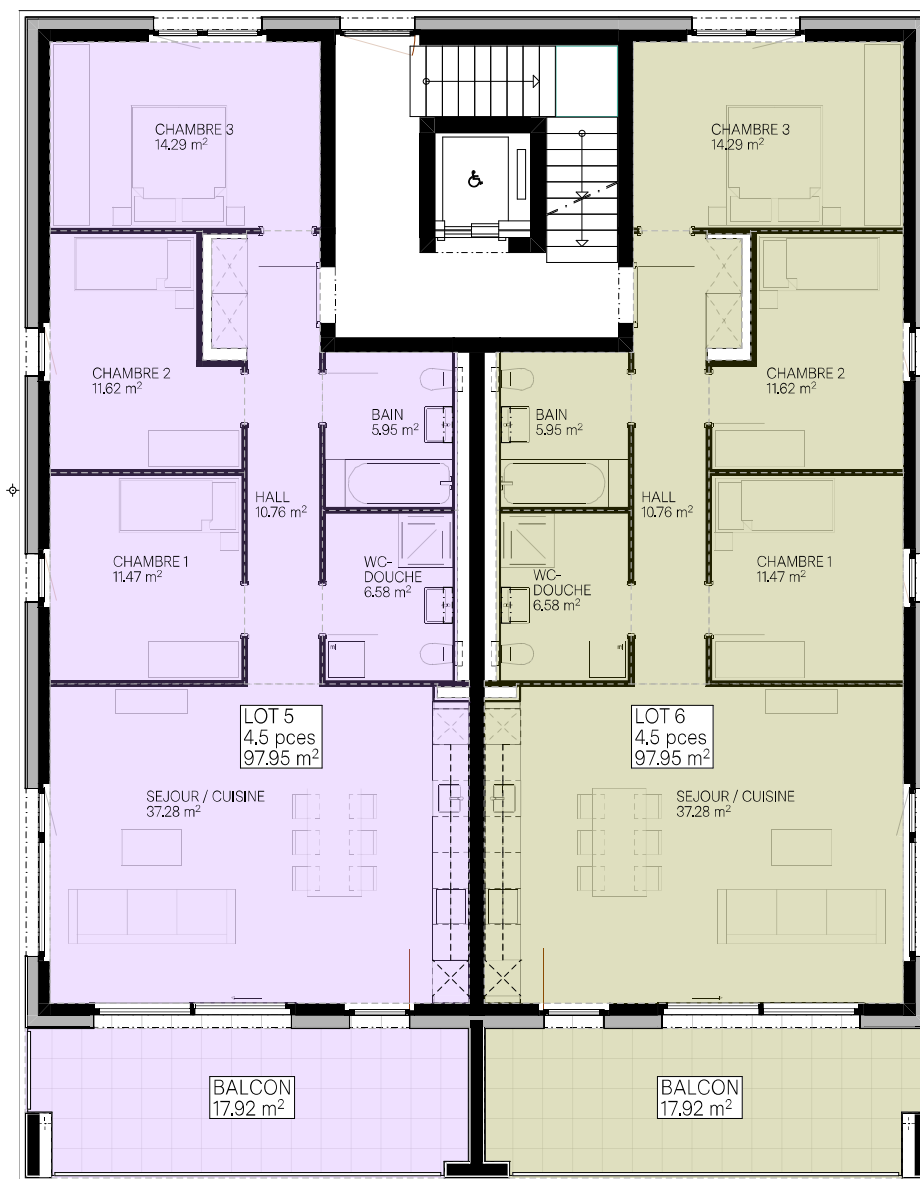 CHAMBRE 3
14.29 m²
CHAMBRE 3
14.29 m²
CHAMBRE 2
11.62 m²
CHAMBRE 2
11.62 m²
BAIN
5.95 m²
BAIN
5.95 m²
HALL
10.76 m²
HALL
10.76 m²
CHAMBRE 1
11.47 m²
WC-
DOUCHE
6.58 m²
WC-
DOUCHE
6.58 m²
CHAMBRE 1
11.47 m²
LOT 5
4.5 pces
97.95 m²
LOT 6
4.5 pces
97.95 m²
SEJOUR / CUISINE
37.28 m²
SEJOUR / CUISINE
37.28 m²
BALCON
17.92 m²
BALCON
17.92 m²